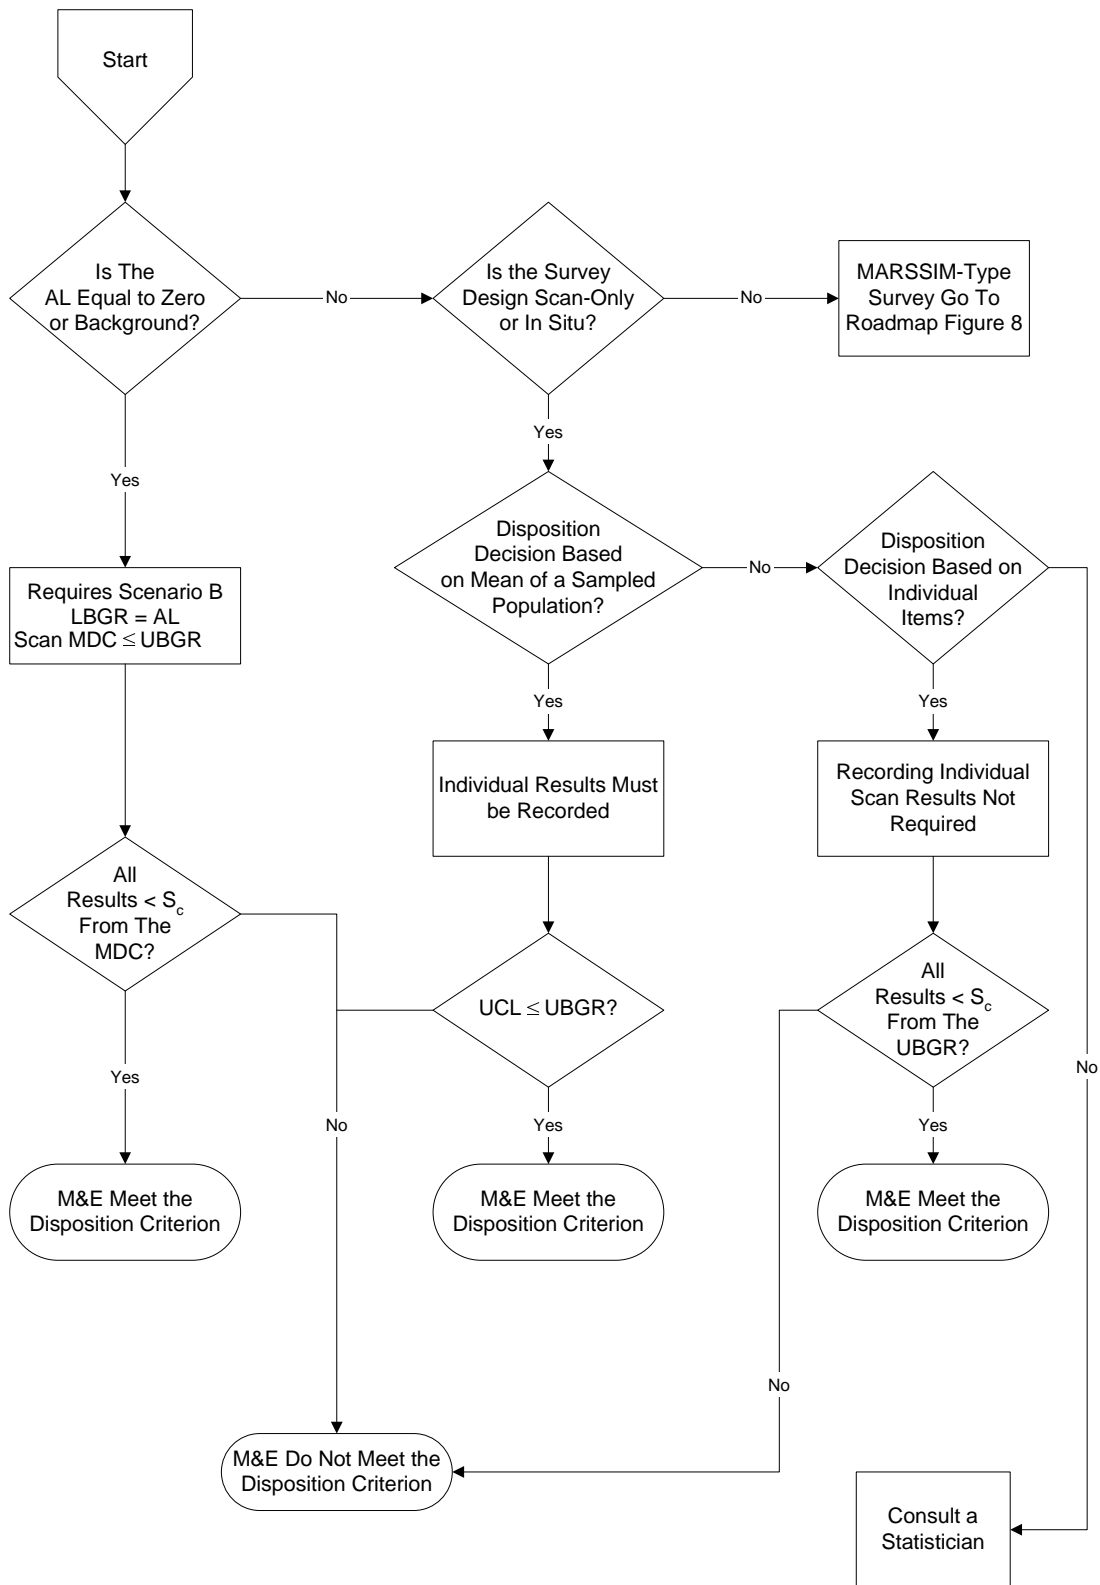 Start
Is The
AL Equal to Zero
or Background?
No
Is the Survey
Design Scan-Only
or In Situ?
No
MARSSIM-Type
Survey Go To
Roadmap Figure 8
Yes
Yes
Disposition
Decision Based
on Mean of a Sampled
Population?
No
Disposition
Decision Based on
Individual
Items?
Requires Scenario B
LBGR = AL
Scan MDC ≤ UBGR
Yes
Yes
Individual Results Must
be Recorded
Recording Individual
Scan Results Not
Required
All
Results < Sc
From The
MDC?
UCL ≤ UBGR?
All
Results < Sc
From The
UBGR?
No
Yes
No
Yes
Yes
M&E Meet the
Disposition Criterion
M&E Meet the
Disposition Criterion
M&E Meet the
Disposition Criterion
No
M&E Do Not Meet the
Disposition Criterion
Consult a
Statistician